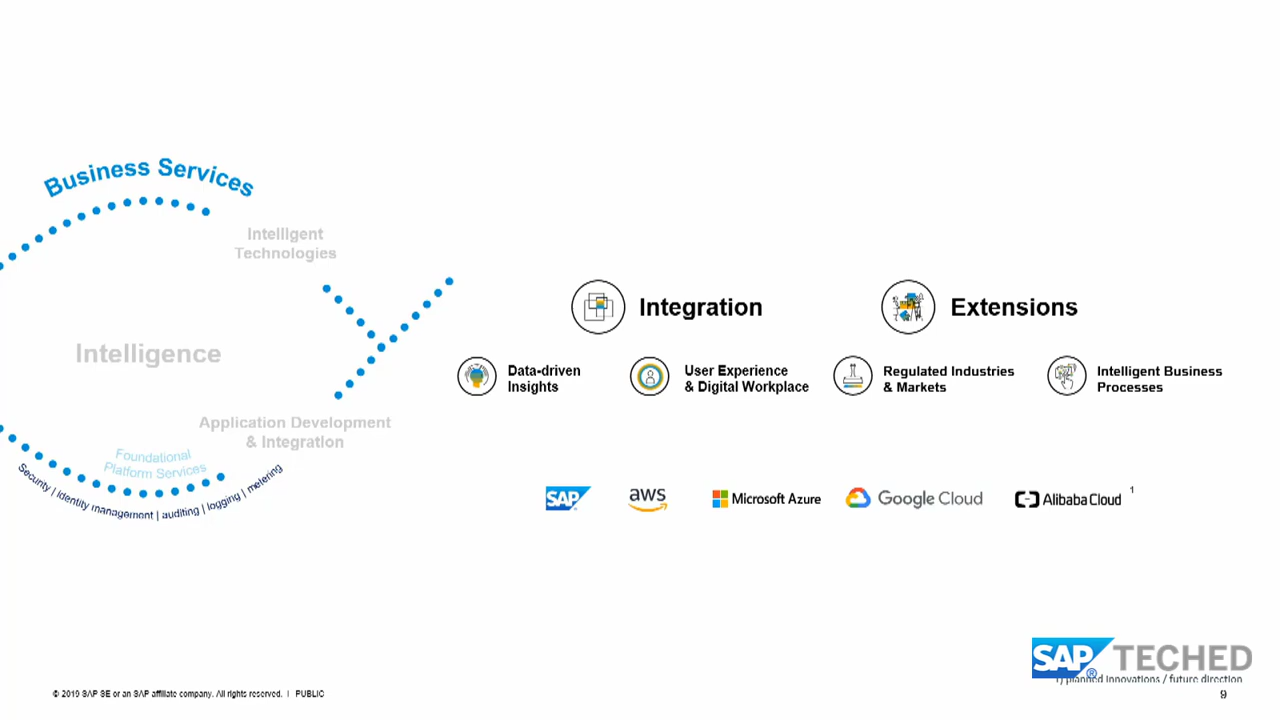 Business Services
Intelligent
Technologies
Integration
Extensions
Intelligence
Data-driven
Insights
User Experience
& Digital Workplace
Regulated Industries
& Markets
Intelligent Business
Processes
Application Development
& Integration
Foundational
Platform Services
Security | identity management | auditing | logging | metering
SAP
aws
Microsoft Azure
Google Cloud
Alibaba Cloud 1
SAP® TECHED
1) planned innovations / future direction
© 2019 SAP SE or an SAP affiliate company. All rights reserved. | PUBLIC
9